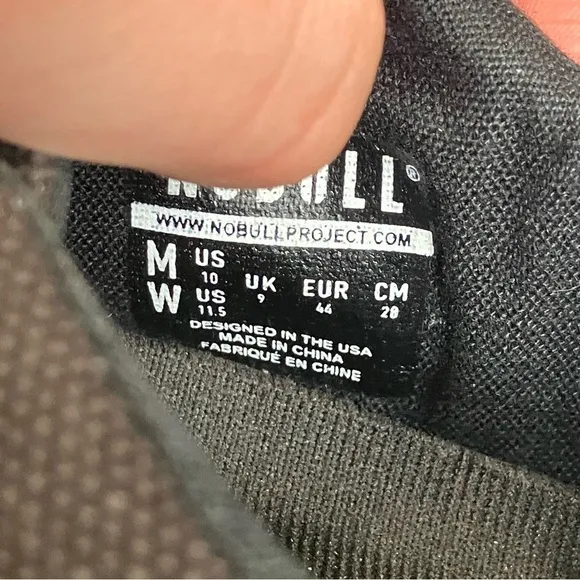 NOBULL®
WWW.NOBULLPROJECT.COM
M US 10 UK 9 EUR 44 CM 28
W US 11.5
DESIGNED IN THE USA
MADE IN CHINA
FABRIQUÉ EN CHINE